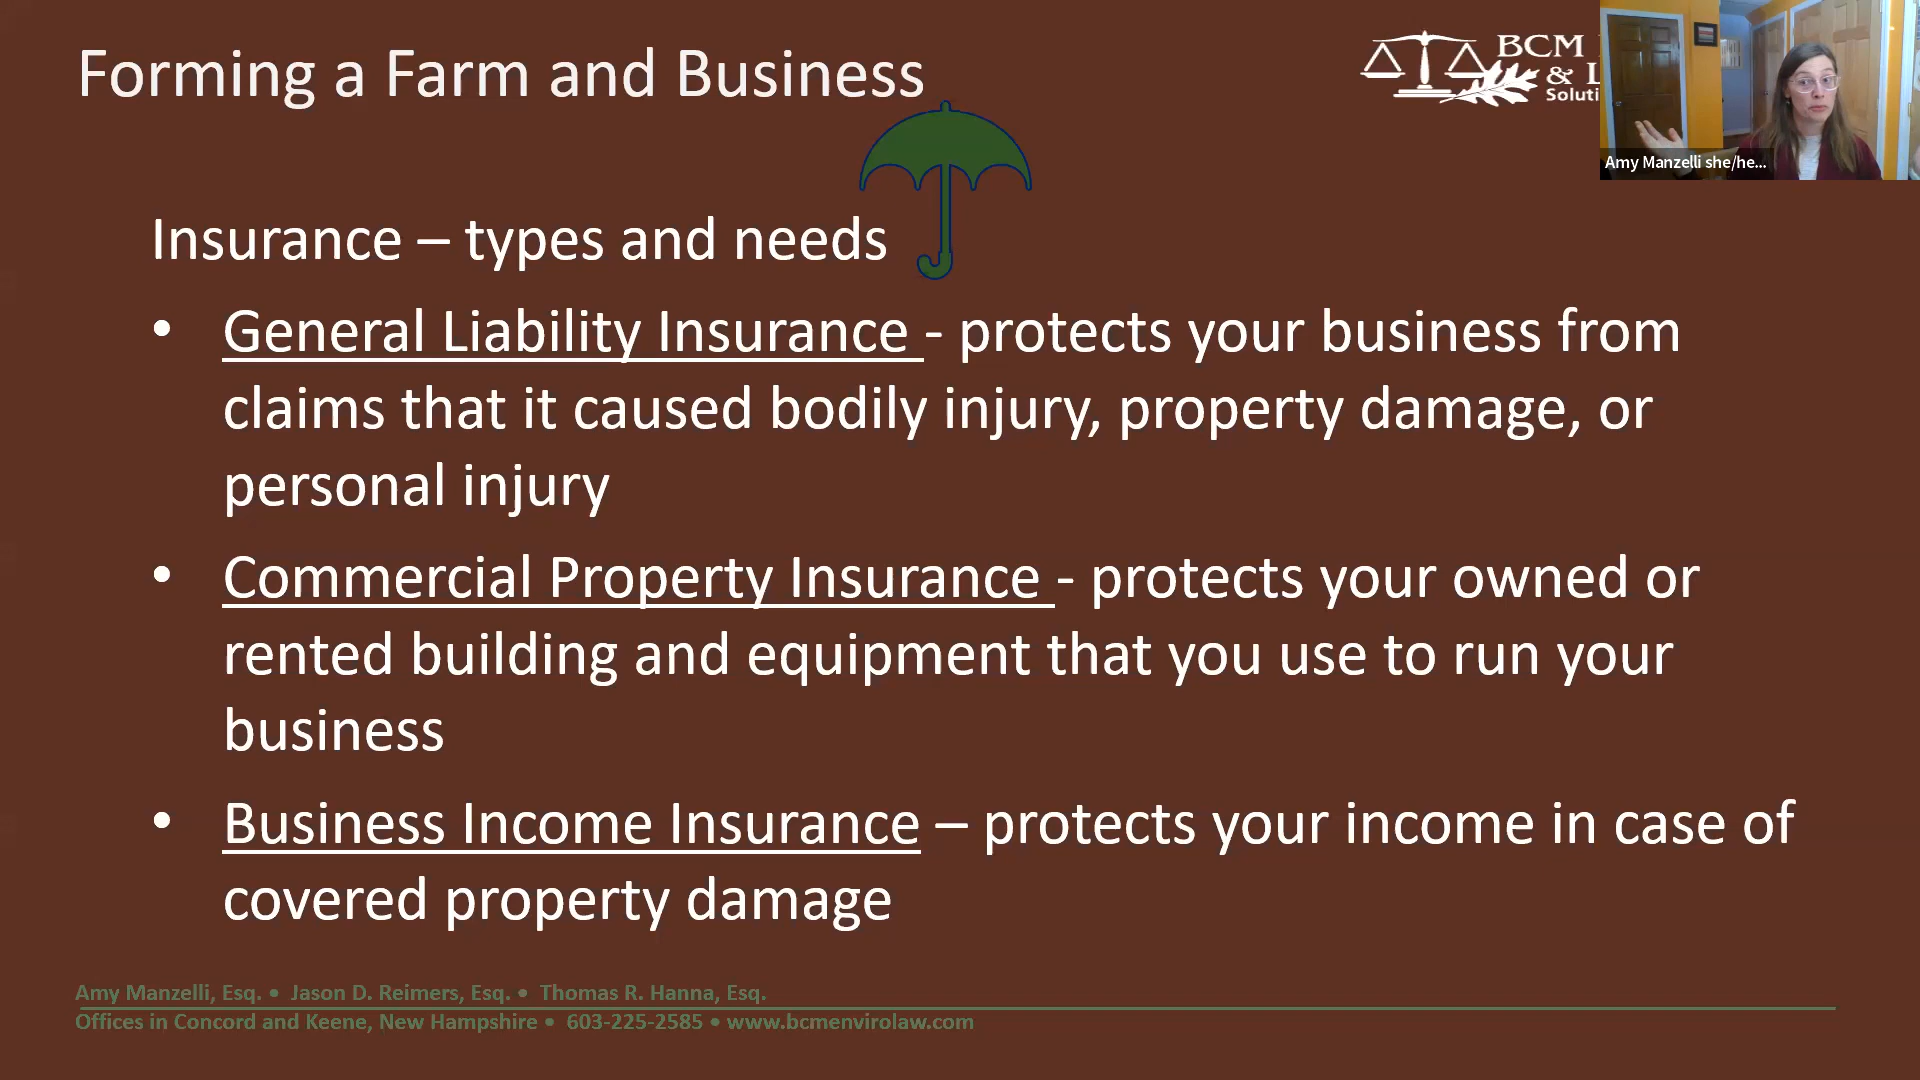 Forming a Farm and Business
BCM
& L
Soluti
Amy Manzelli she/he...
Insurance – types and needs
• General Liability Insurance - protects your business from
claims that it caused bodily injury, property damage, or
personal injury
• Commercial Property Insurance - protects your owned or
rented building and equipment that you use to run your
business
• Business Income Insurance – protects your income in case of
covered property damage
Amy Manzelli, Esq. • Jason D. Reimers, Esq. • Thomas R. Hanna, Esq.
Offices in Concord and Keene, New Hampshire • 603-225-2585 • www.bcmenvirolaw.com